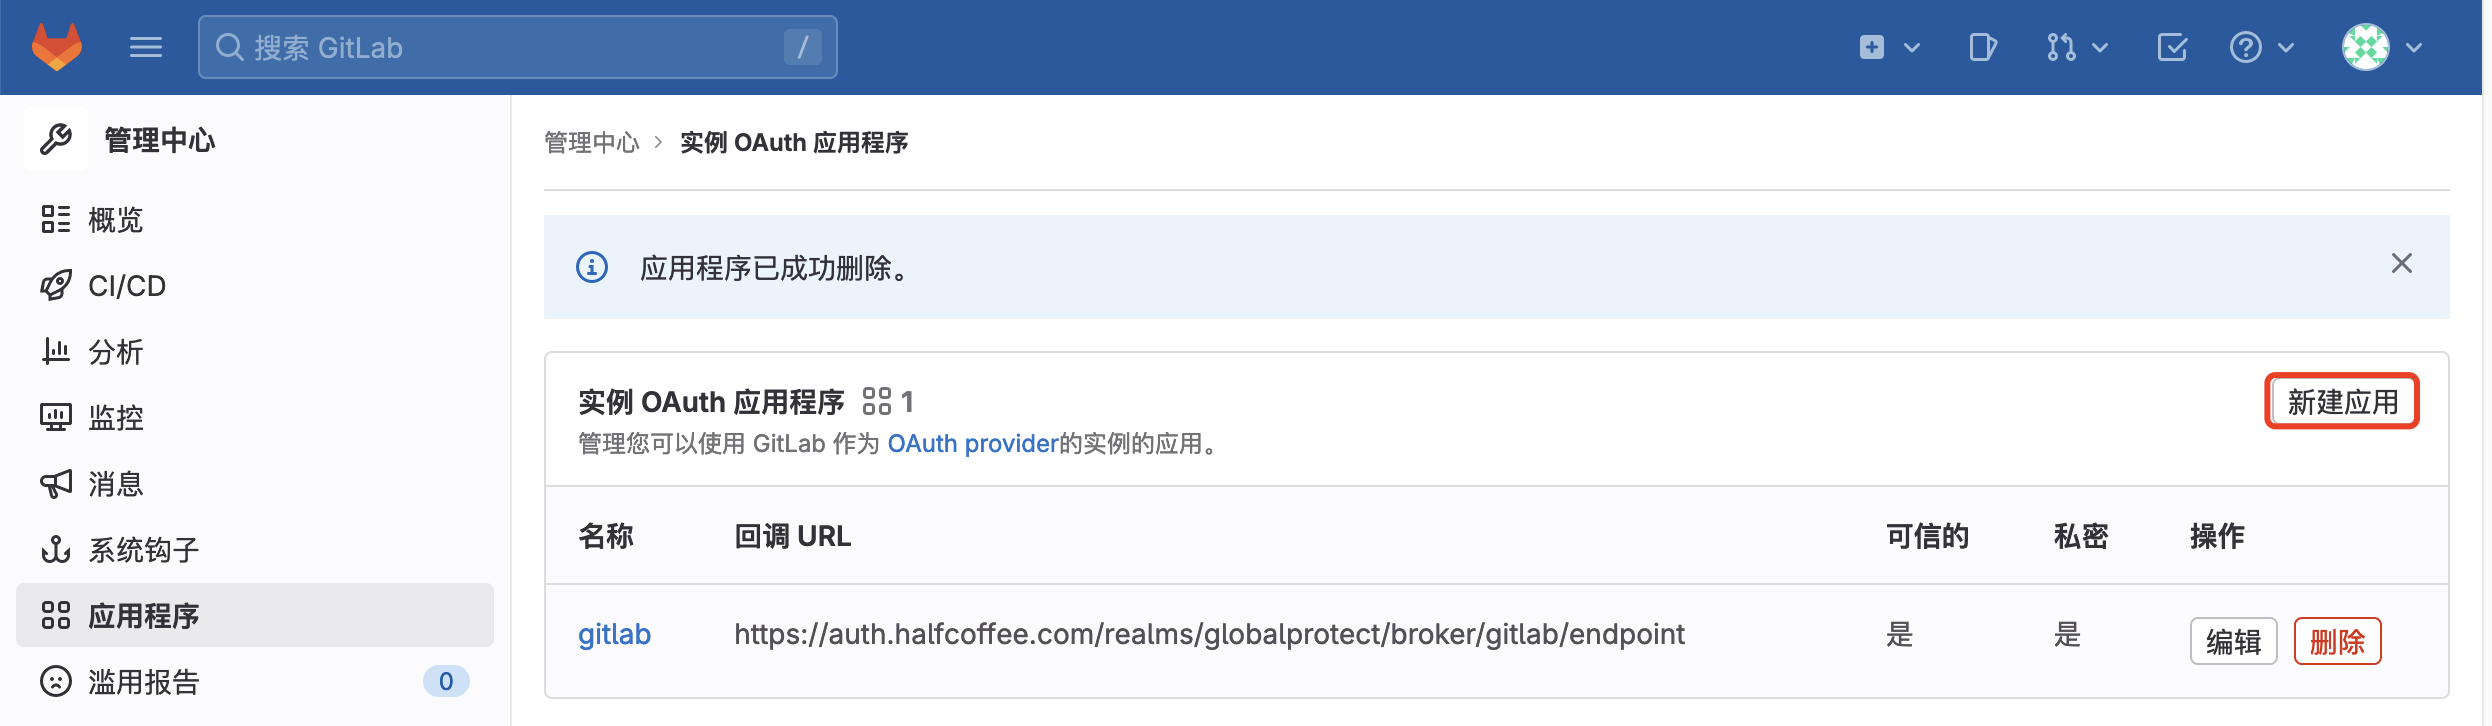 搜索 GitLab /
管理中心
概览
CI/CD
分析
监控
消息
系统钩子
应用程序
滥用报告 0
管理中心 > 实例 OAuth 应用程序
应用程序已成功删除。
实例 OAuth 应用程序 1
新建应用
管理您可以使用 GitLab 作为 OAuth provider的实例的应用。
名称 回调 URL 可信的 私密 操作
gitlab https://auth.halfcoffee.com/realms/globalprotect/broker/gitlab/endpoint 是 是 编辑 删除